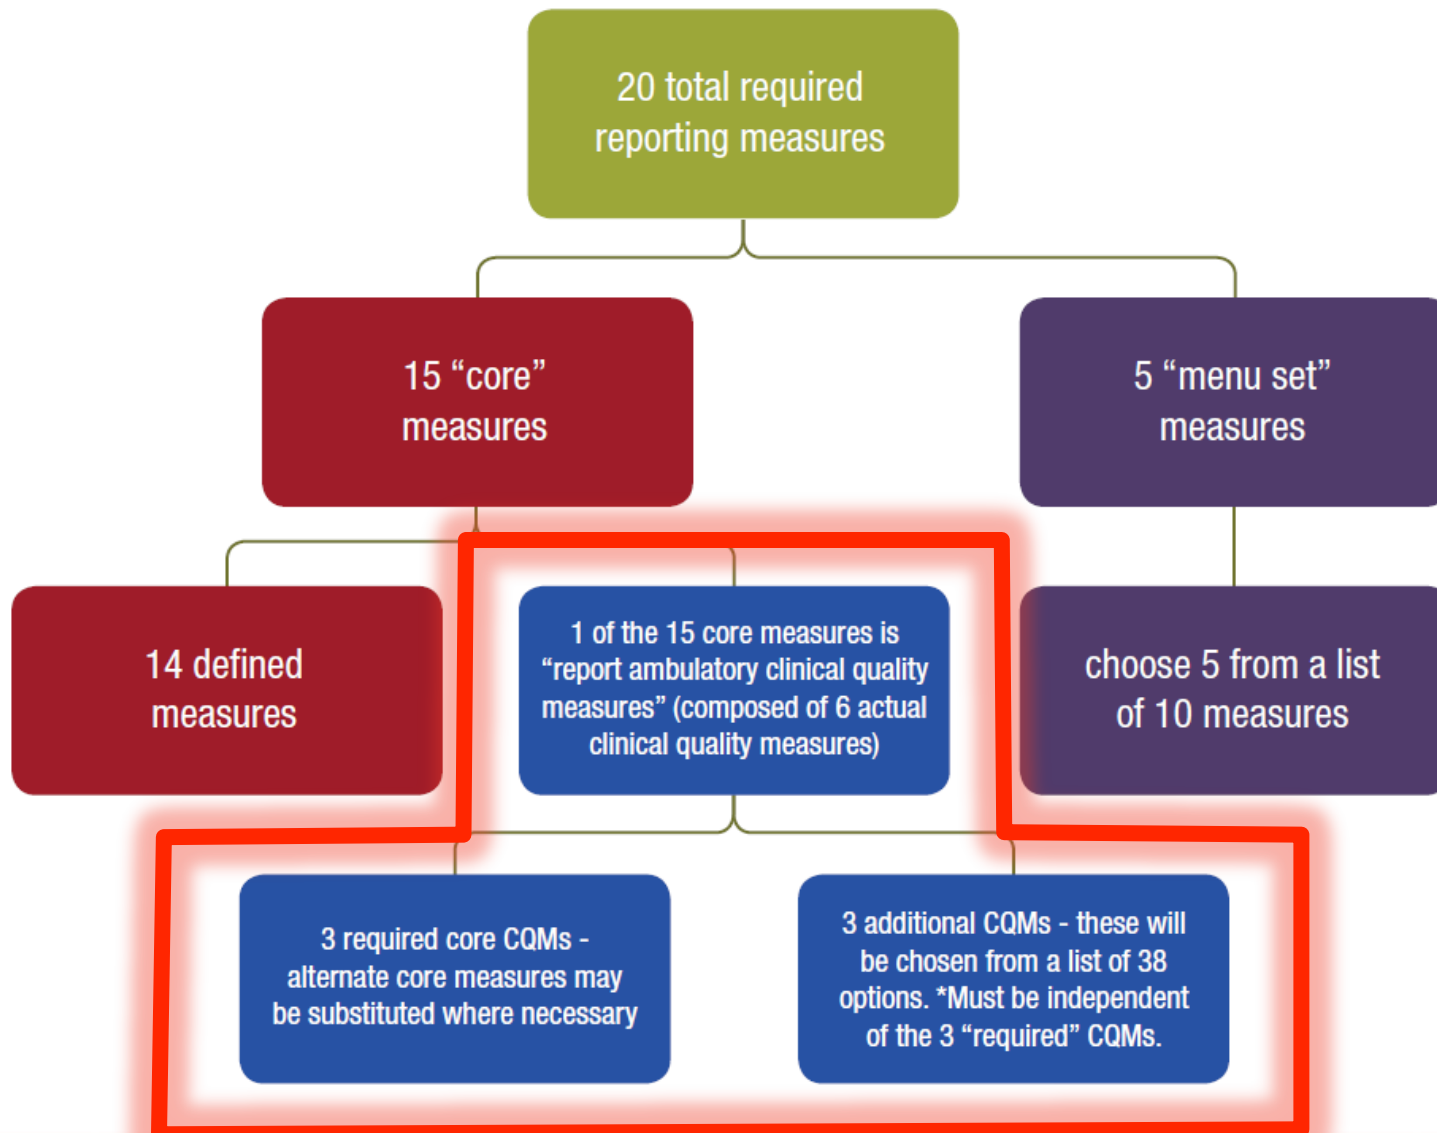 20 total required
reporting measures
15 “core”
measures
5 “menu set”
measures
14 defined
measures
1 of the 15 core measures is
“report ambulatory clinical quality
measures” (composed of 6 actual
clinical quality measures)
choose 5 from a list
of 10 measures
3 required core CQMs -
alternate core measures may
be substituted where necessary
3 additional CQMs - these will
be chosen from a list of 38
options. *Must be independent
of the 3 “required” CQMs.